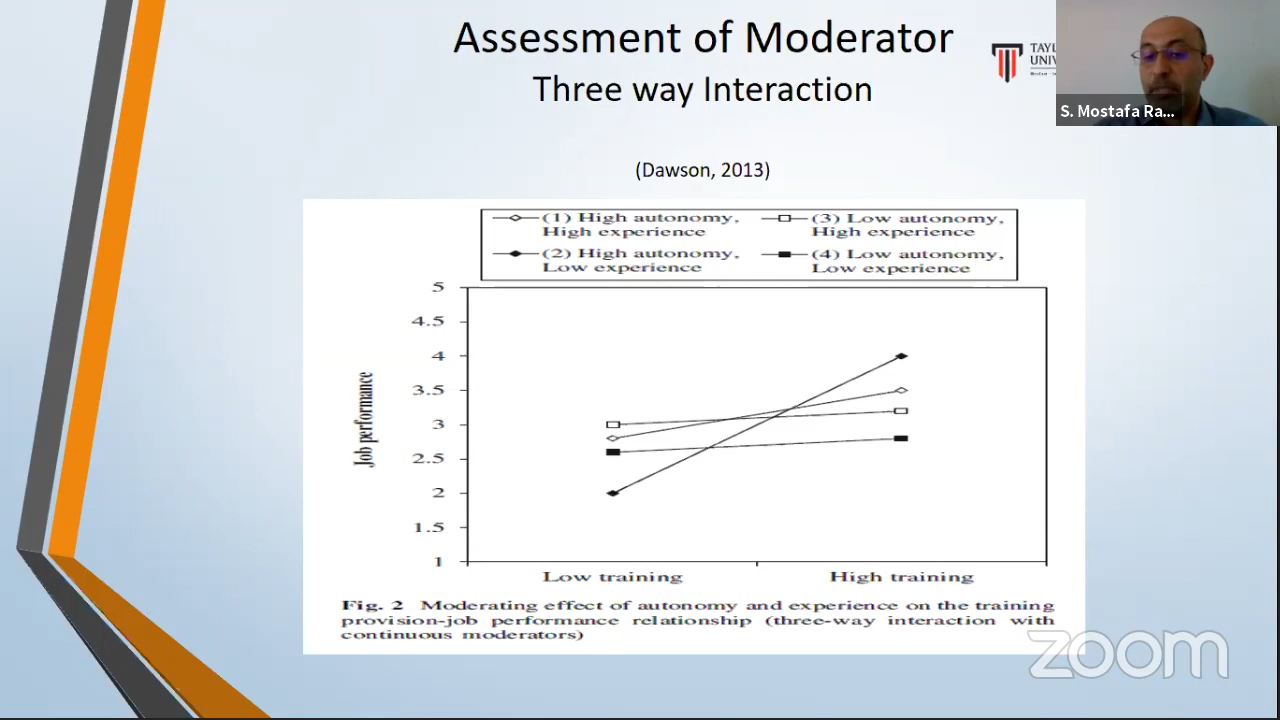 Assessment of Moderator
Three way Interaction
TAYL
UNIV
S. Mostafa Ra...
(Dawson, 2013)
(1) High autonomy, High experience
(3) Low autonomy, High experience
(2) High autonomy, Low experience
(4) Low autonomy, Low experience
5
4.5
4
3.5
3
2.5
2
1.5
1
Job performance
Low training
High training
Fig. 2 Moderating effect of autonomy and experience on the training
provision-job performance relationship (three-way interaction with
continuous moderators)
zoom